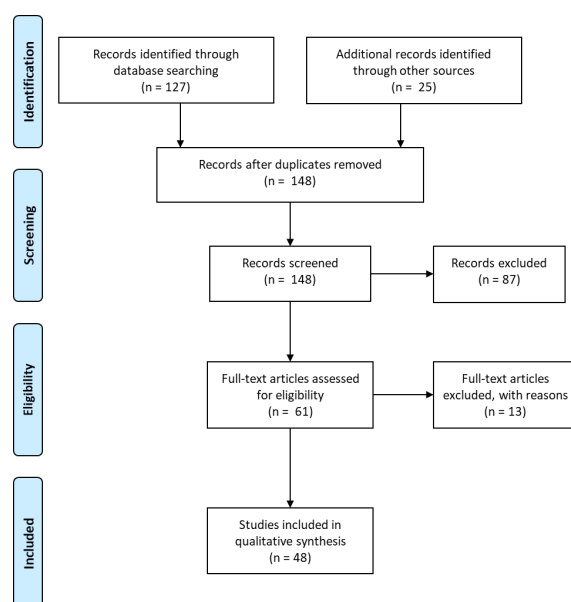 Identification
Records identified through
database searching
(n = 127)
Additional records identified
through other sources
(n = 25)
Records after duplicates removed
(n = 148)
Screening
Records screened
(n = 148)
Records excluded
(n = 87)
Eligibility
Full-text articles assessed
for eligibility
(n = 61)
Full-text articles
excluded, with reasons
(n = 13)
Included
Studies included in
qualitative synthesis
(n = 48)